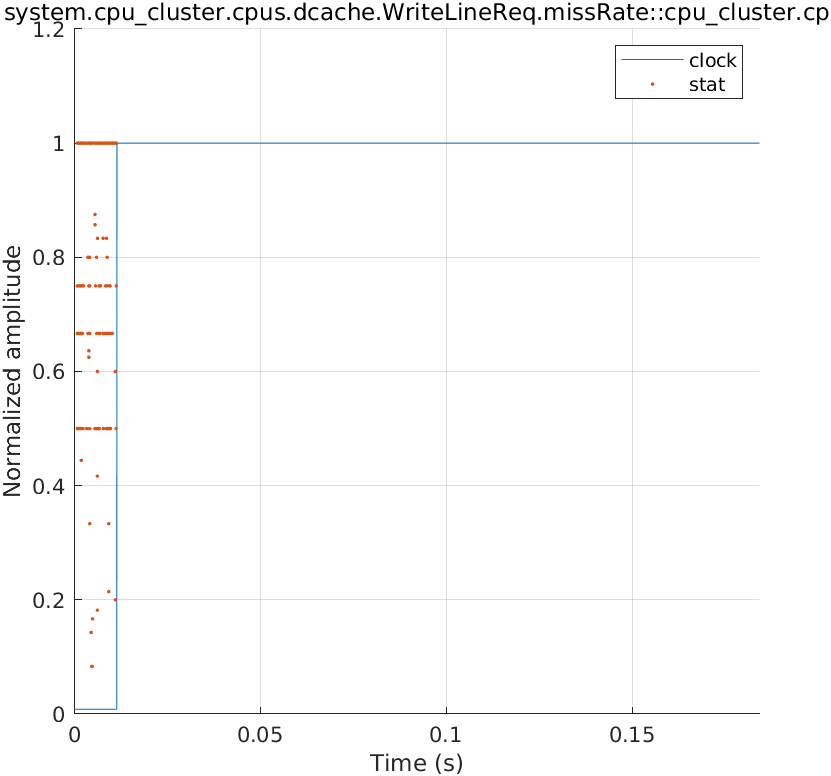 system.cpu_cluster.cpus.dcache.WriteLineReq.missRate::cpu_cluster.cp
clock
stat
1.2
1
0.8
0.6
0.4
0.2
0
Normalized amplitude
0
0.05
0.1
0.15
Time (s)